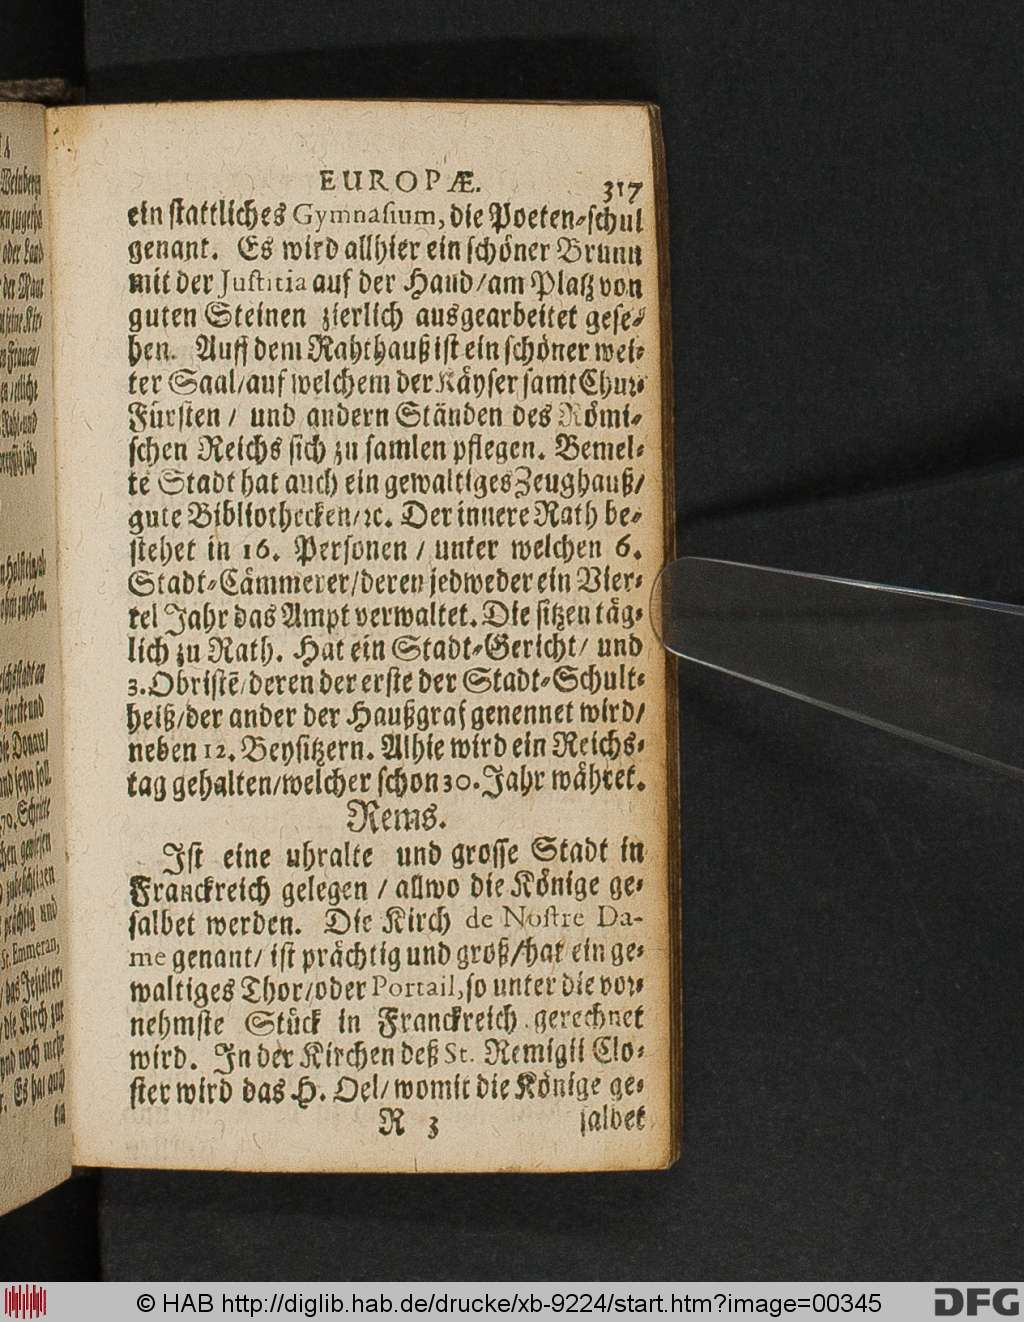 EUROPÆ. 317
ein stattliches Gymnasium, die Poeten-schul
genant. Es wird allhier ein schöner Brunn
mit der Justitia auf der Hand/am Platz von
guten Steinen zierlich ausgearbeitet gese-
hen. Auff dem Rahthauß ist ein schöner wei-
ter Saal/auf welchem der Käyser samt Chur-
Fürsten / und andern Ständen des Römi-
schen Reichs sich zu samlen pflegen. Bemel-
te Stadt hat auch ein gewaltiges Zeughauß/
gute Bibliothecken/ꝛc. Der innere Rath be-
stehet in 16. Personen / unter welchen 6.
Stadt-Cämmerer/deren jedweder ein Vier-
tel Jahr das Ampt verwaltet. Die sitzen täg-
lich zu Rath. Hat ein Stadt-Gericht/ und
3. Obristē/deren der erste der Stadt-Schult-
heiß/der ander der Haußgraf genennet wird/
neben 12. Beysitzern. Alhie wird ein Reichs-
tag gehalten/welcher schon 30. Jahr währet.
Rems.
Ist eine uhralte und grosse Stadt in
Franckreich gelegen / allwo die Könige ge-
salbet werden. Die Kirch de Nostre Da-
me genant/ ist prächtig und groß/hat ein ge-
waltiges Thor/oder Portail, so unter die vor-
nehmste Stück in Franckreich gerechnet
wird. In der Kirchen deß St. Remigii Clo-
ster wird das H. Oel/womit die Könige ge-
R 3 salbet
© HAB http://diglib.hab.de/drucke/xb-9224/start.htm?image=00345
DFG